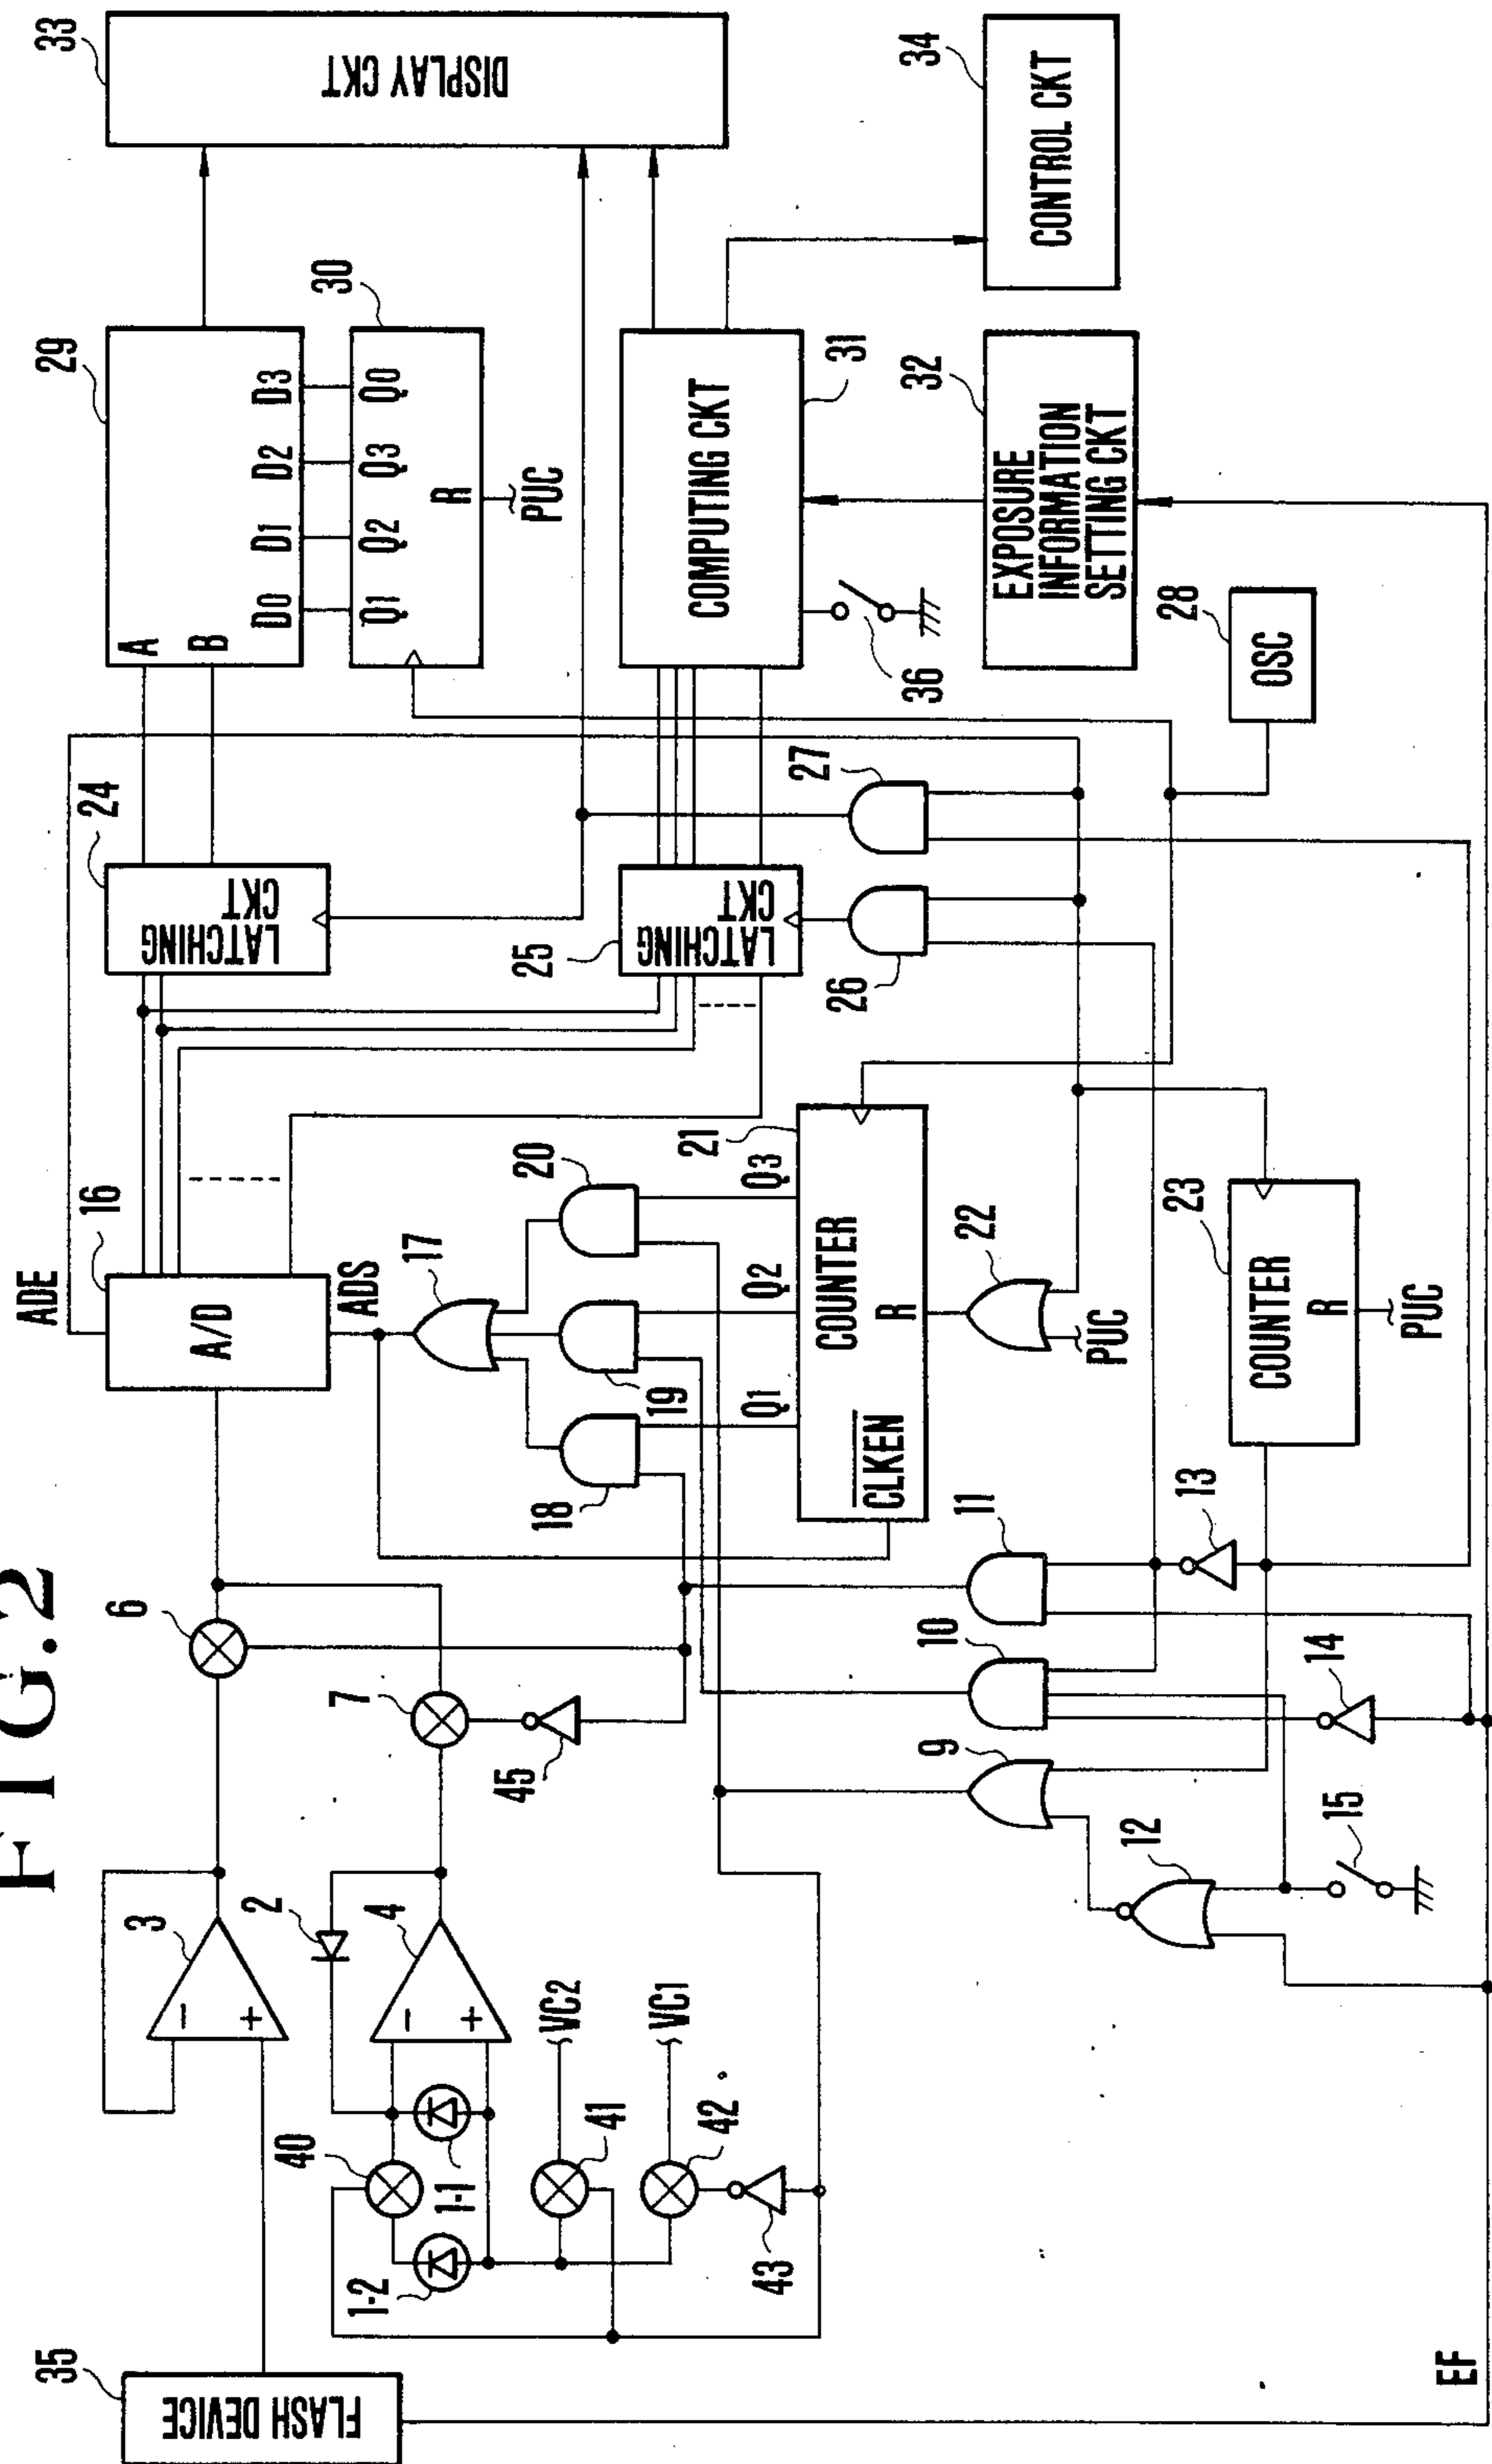 FIG.2
35
FLASH DEVICE
3
-
+
6
ADE
16
A/D
ADS
24
LATCHING
CKT
29
A
B
D0
D1
D2
D3
33
DISPLAY CKT
2
4
-
+
7
45
17
20
19
18
25
LATCHING
CKT
30
Q1
Q2
Q3
Q0
R
PUC
40
1-1
1-2
41
VC2
42
VC1
43
21
Q1
Q2
Q3
COUNTER
CLKEN
R
26
27
COMPUTING CKT
31
36
34
CONTROL CKT
9
10
11
22
PUC
32
EXPOSURE
INFORMATION
SETTING CKT
12
15
14
13
23
COUNTER
R
PUC
28
OSC
EF